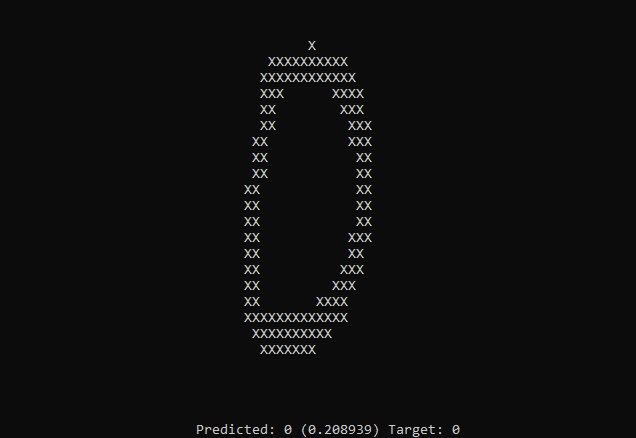 X
XXXXXXXXXX
XXXXXXXXXXXX
XXX      XXXX
XX        XXX
XX         XXX
XX          XXX
XX           XX
XX           XX
XX            XX
XX            XX
XX            XX
XX           XXX
XX           XX
XX          XXX
XX         XXX
XX       XXXX
XXXXXXXXXXXXX
XXXXXXXXXX
XXXXXXX
Predicted: 0 (0.208939) Target: 0